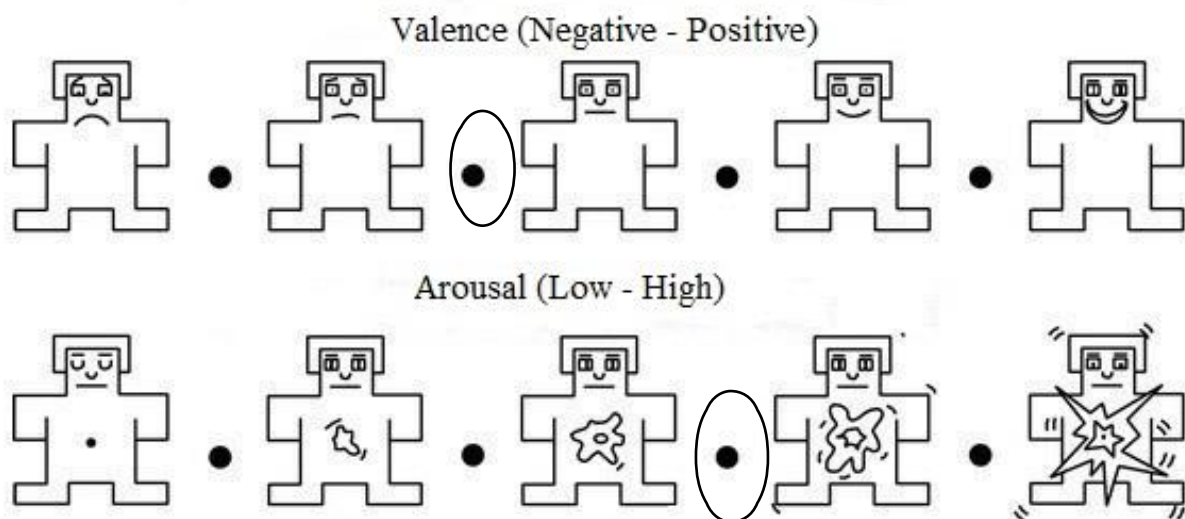 Valence (Negative - Positive)
Arousal (Low - High)